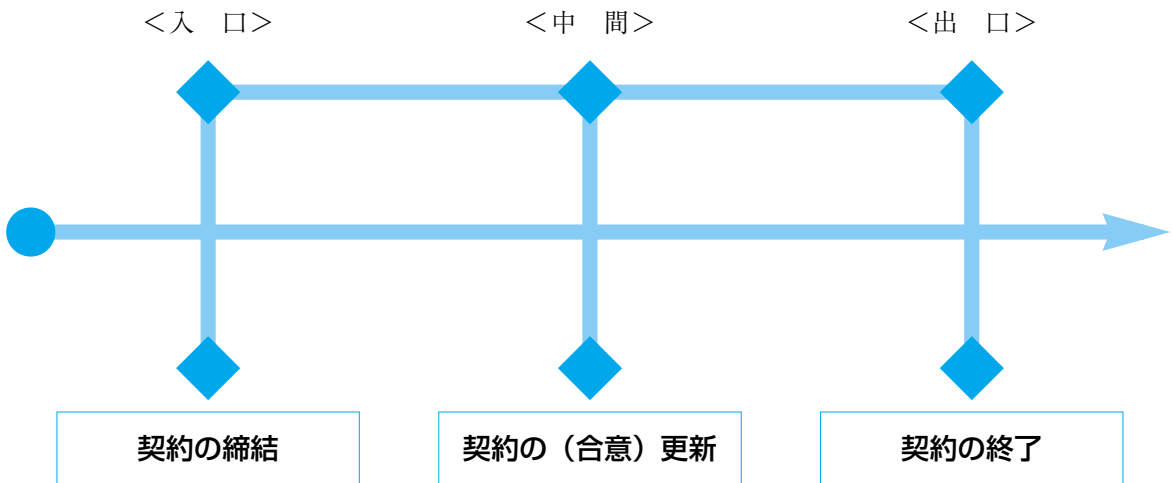 <入　口>
<中　間>
<出　口>
契約の締結
契約の（合意）更新
契約の終了